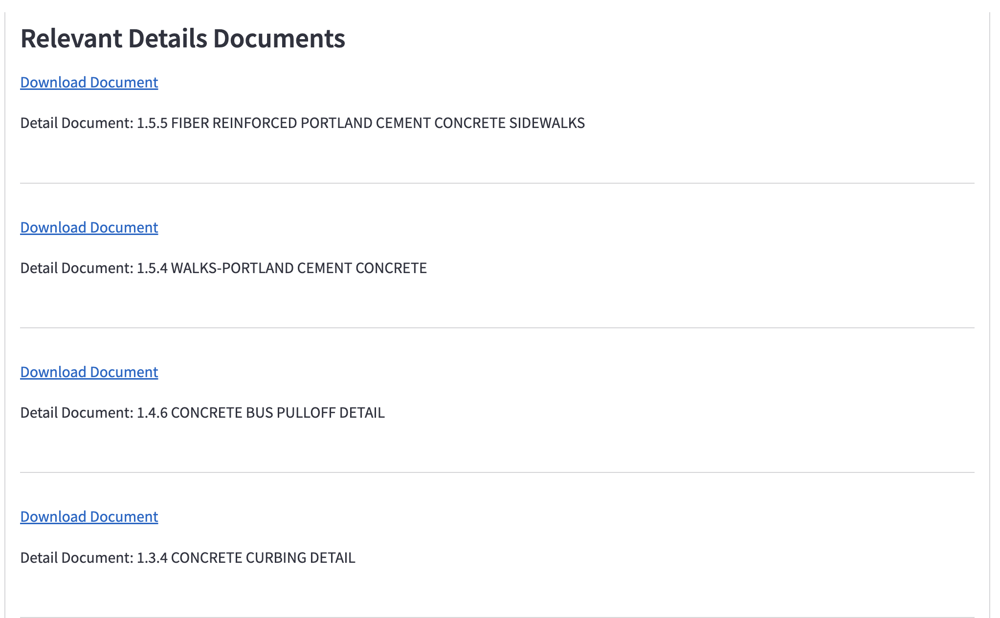 Relevant Details Documents
Download Document
Detail Document: 1.5.5 FIBER REINFORCED PORTLAND CEMENT CONCRETE SIDEWALKS
Download Document
Detail Document: 1.5.4 WALKS-PORTLAND CEMENT CONCRETE
Download Document
Detail Document: 1.4.6 CONCRETE BUS PULLOFF DETAIL
Download Document
Detail Document: 1.3.4 CONCRETE CURBING DETAIL